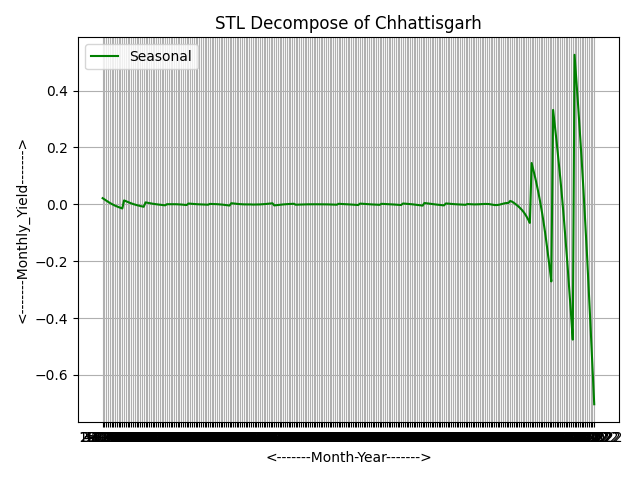 STL Decompose of Chhattisgarh
Seasonal
<------Monthly_Yield------->
0.4
0.2
0.0
−0.2
−0.4
−0.6
<-------Month-Year------->